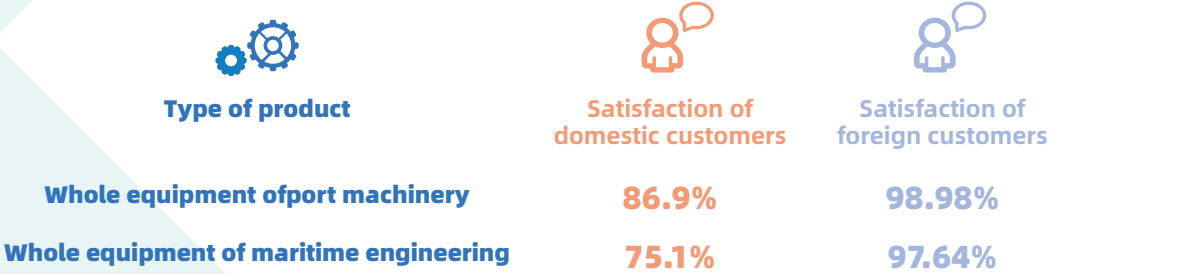 Type of product
Satisfaction of
domestic customers
Satisfaction of
foreign customers
Whole equipment ofport machinery
86.9%
98.98%
Whole equipment of maritime engineering
75.1%
97.64%